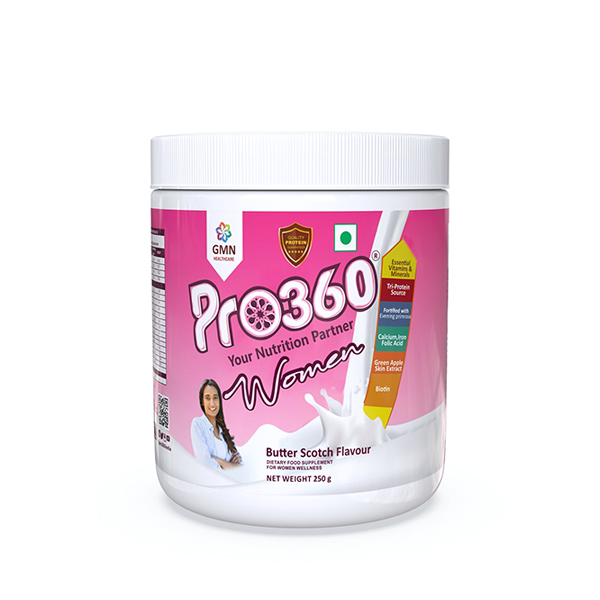 GMN
HEALTHCARE
QUALITY
PROTEIN
Pro360®
Your Nutrition Partner
Women
Essential
Vitamins &
Minerals
Tri-Protein
Source
Fortified with
Evening primrose
Calcium,Iron
Folic Acid
Green Apple
Skin Extract
Biotin
Butter Scotch Flavour
DIETARY FOOD SUPPLEMENT
FOR WOMEN WELLNESS
NET WEIGHT 250 g